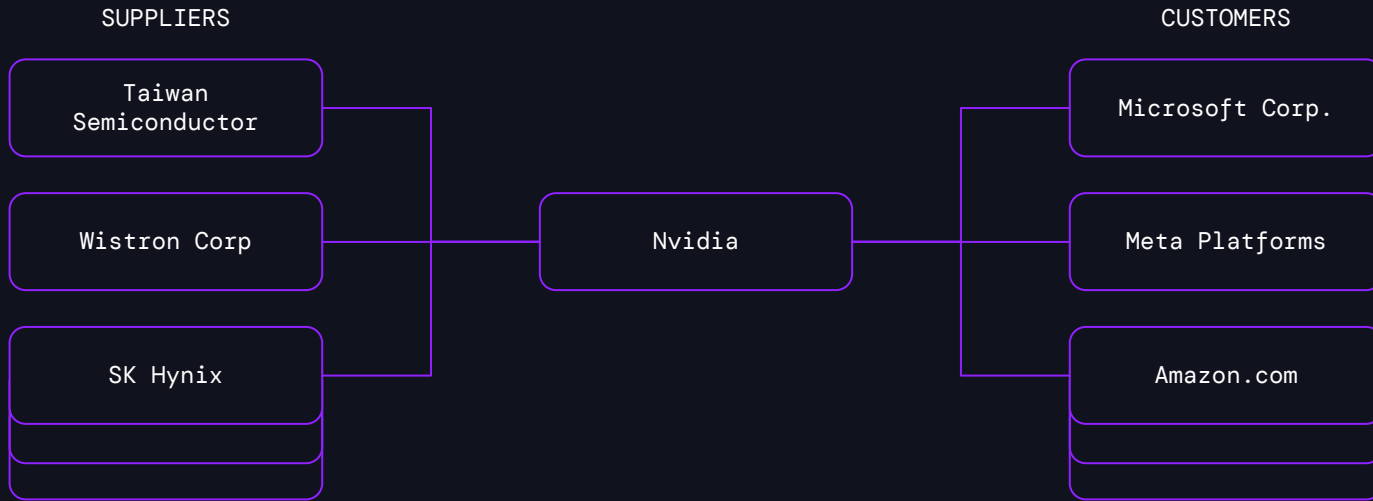 SUPPLIERS
CUSTOMERS
Taiwan
Semiconductor
Microsoft Corp.
Wistron Corp
Nvidia
Meta Platforms
SK Hynix
Amazon.com